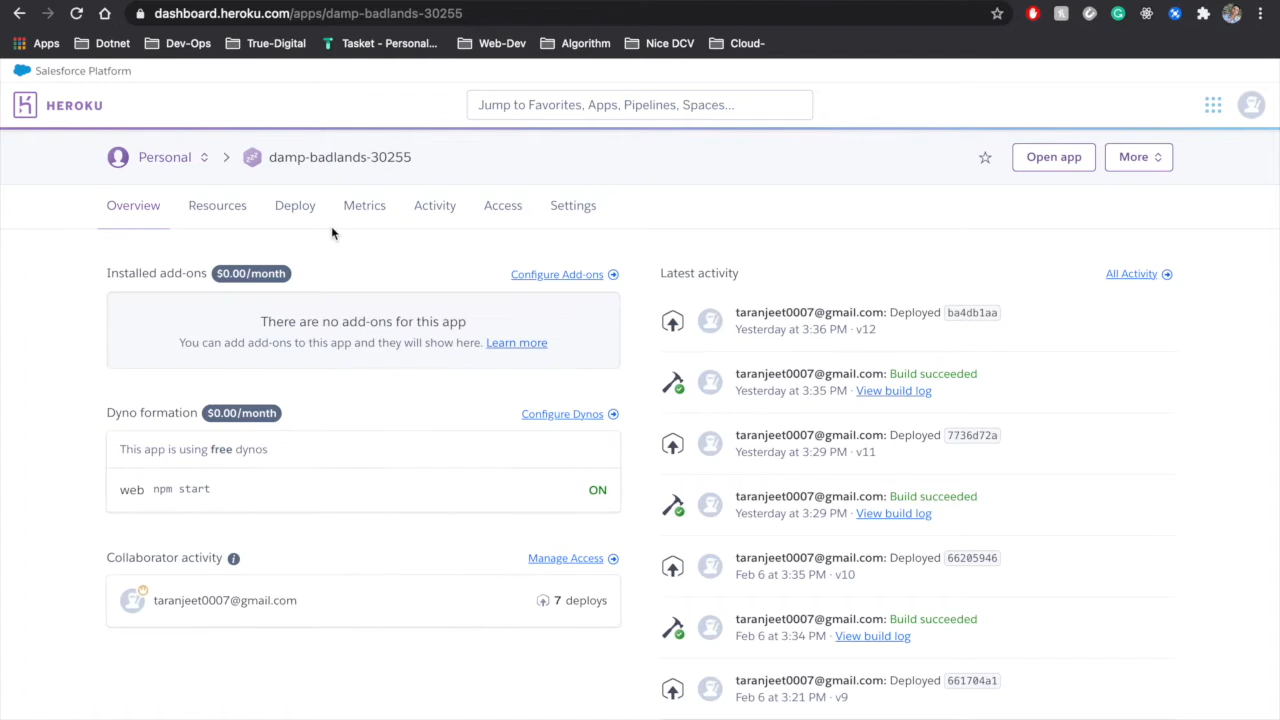 dashboard.heroku.com/apps/damp-badlands-30255
Apps Dotnet Dev-Ops True-Digital Tasket - Personal... Web-Dev Algorithm Nice DCV Cloud-
Salesforce Platform
HEROKU
Jump to Favorites, Apps, Pipelines, Spaces...
Personal > damp-badlands-30255
Open app
More
Overview Resources Deploy Metrics Activity Access Settings
Installed add-ons $0.00/month
Configure Add-ons
There are no add-ons for this app
You can add add-ons to this app and they will show here. Learn more
Dyno formation $0.00/month
Configure Dynos
This app is using free dynos
web npm start ON
Collaborator activity
Manage Access
taranjeet0007@gmail.com 7 deploys
Latest activity
All Activity
taranjeet0007@gmail.com: Deployed ba4db1aa
Yesterday at 3:36 PM · v12
taranjeet0007@gmail.com: Build succeeded
Yesterday at 3:35 PM · View build log
taranjeet0007@gmail.com: Deployed 7736d72a
Yesterday at 3:29 PM · v11
taranjeet0007@gmail.com: Build succeeded
Yesterday at 3:29 PM · View build log
taranjeet0007@gmail.com: Deployed 66205946
Feb 6 at 3:35 PM · v10
taranjeet0007@gmail.com: Build succeeded
Feb 6 at 3:34 PM · View build log
taranjeet0007@gmail.com: Deployed 661704a1
Feb 6 at 3:21 PM · v9